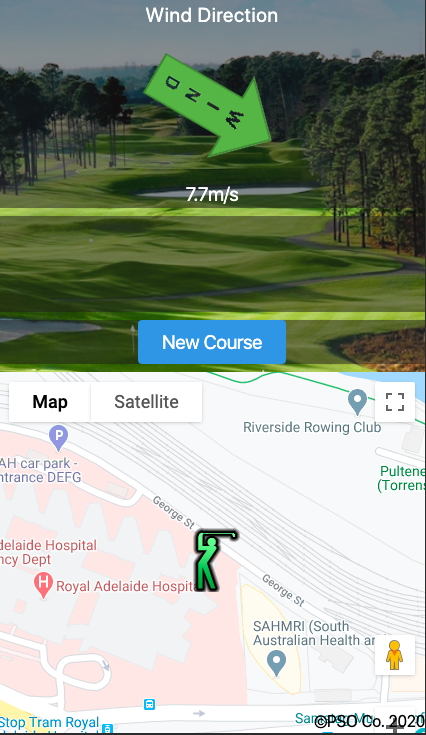 Wind Direction
WIND
7.7m/s
New Course
Map
Satellite
Riverside Rowing Club
P
AH car park -
ntrance DEFG
Pultene
(Torrens
George St
delaide Hospital
ncy Dept
H
Royal Adelaide Hospita
George St
SAHMRI (South
Australian Health an
Stop Tram Royal
©PSO Co. 2020